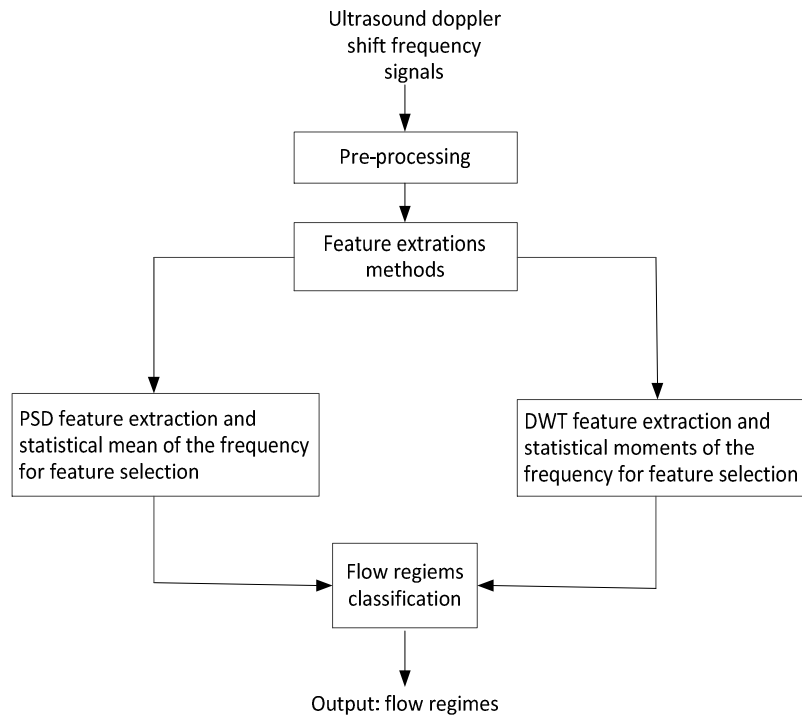 Ultrasound doppler
shift frequency
signals
Pre-processing
Feature extrations
methods
PSD feature extraction and
statistical mean of the frequency
for feature selection
DWT feature extraction and
statistical moments of the
frequency for feature selection
Flow regiems
classification
Output: flow regimes